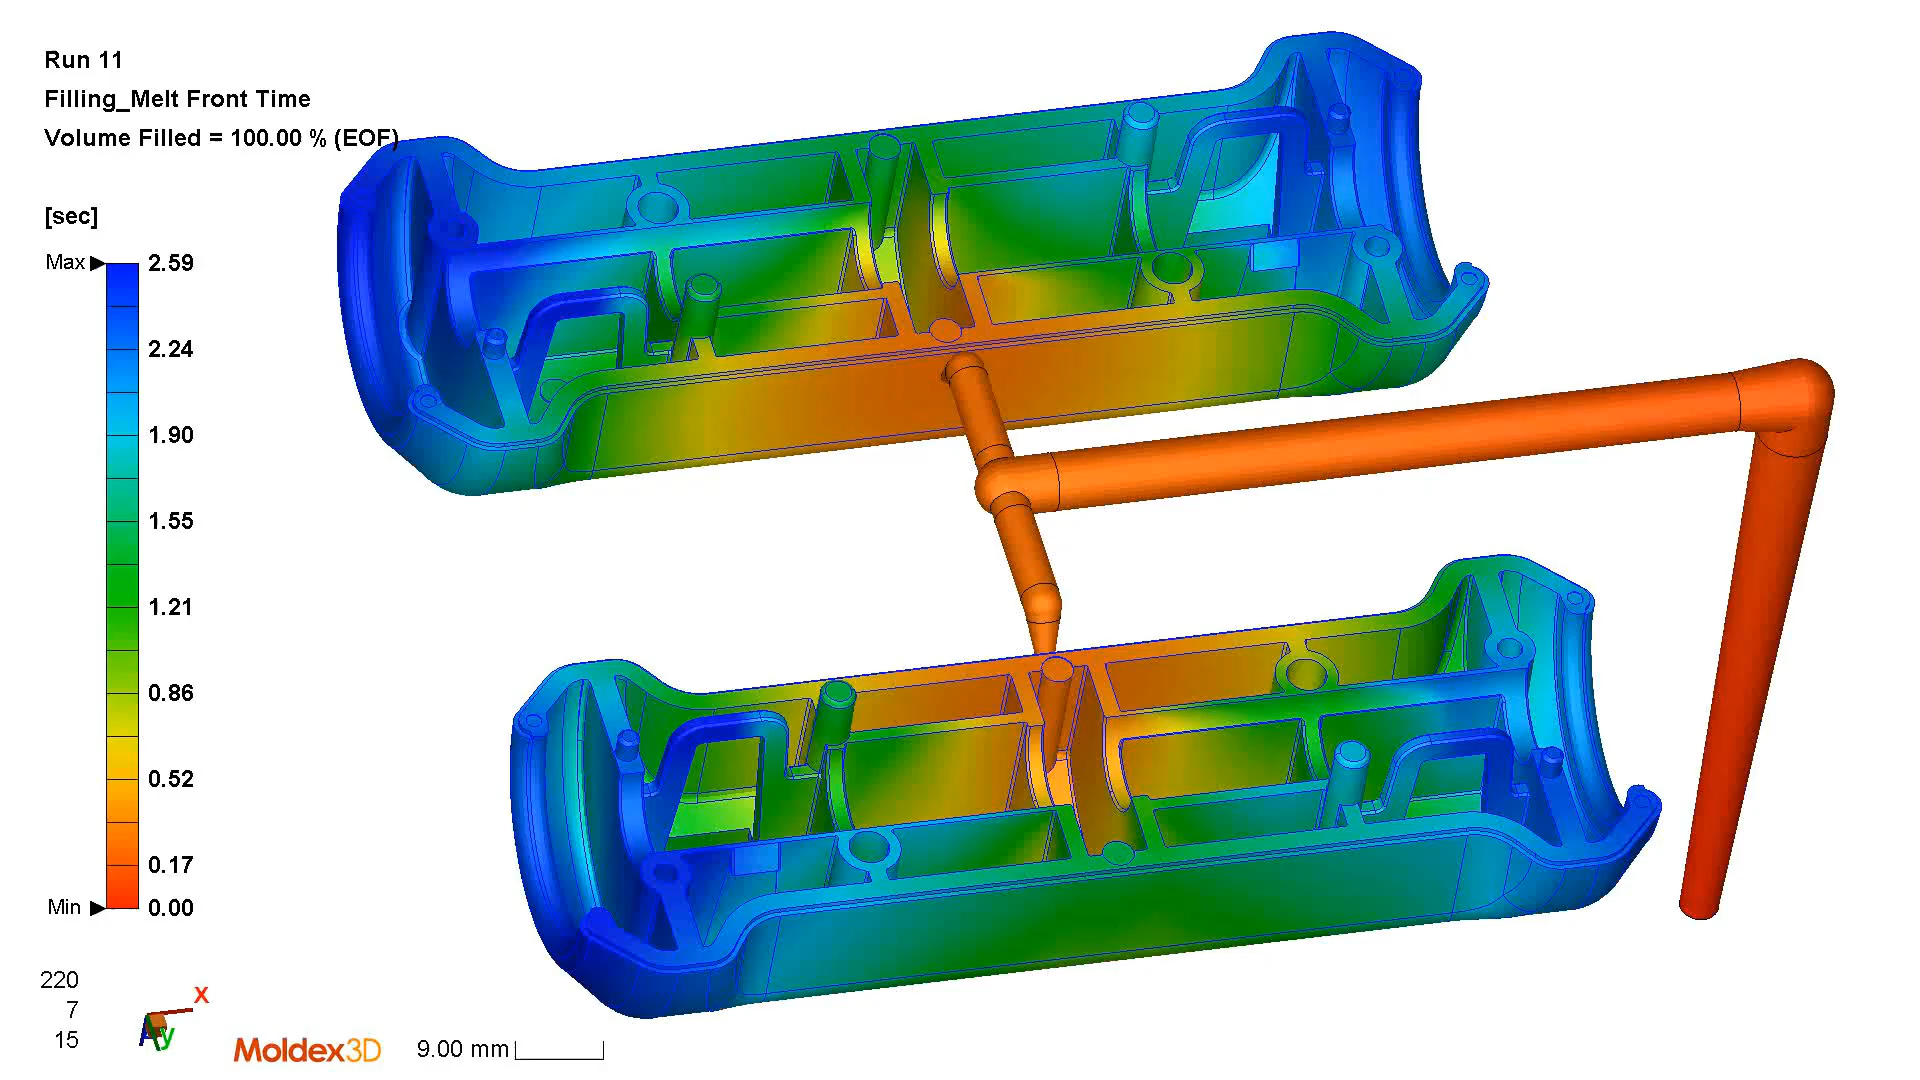 Run 11
Filling_Melt Front Time
Volume Filled = 100.00 % (EOF)
[sec]
Max 2.59
2.24
1.90
1.55
1.21
0.86
0.52
0.17
Min 0.00
220
7
15
x
y
Moldex3D
9.00 mm